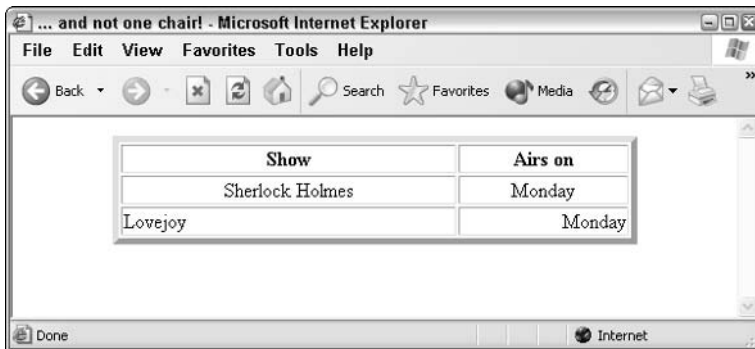 ... and not one chair! - Microsoft Internet Explorer
File Edit View Favorites Tools Help
Back Search Favorites Media »
Show Airs on
Sherlock Holmes Monday
Lovejoy Monday
Done Internet